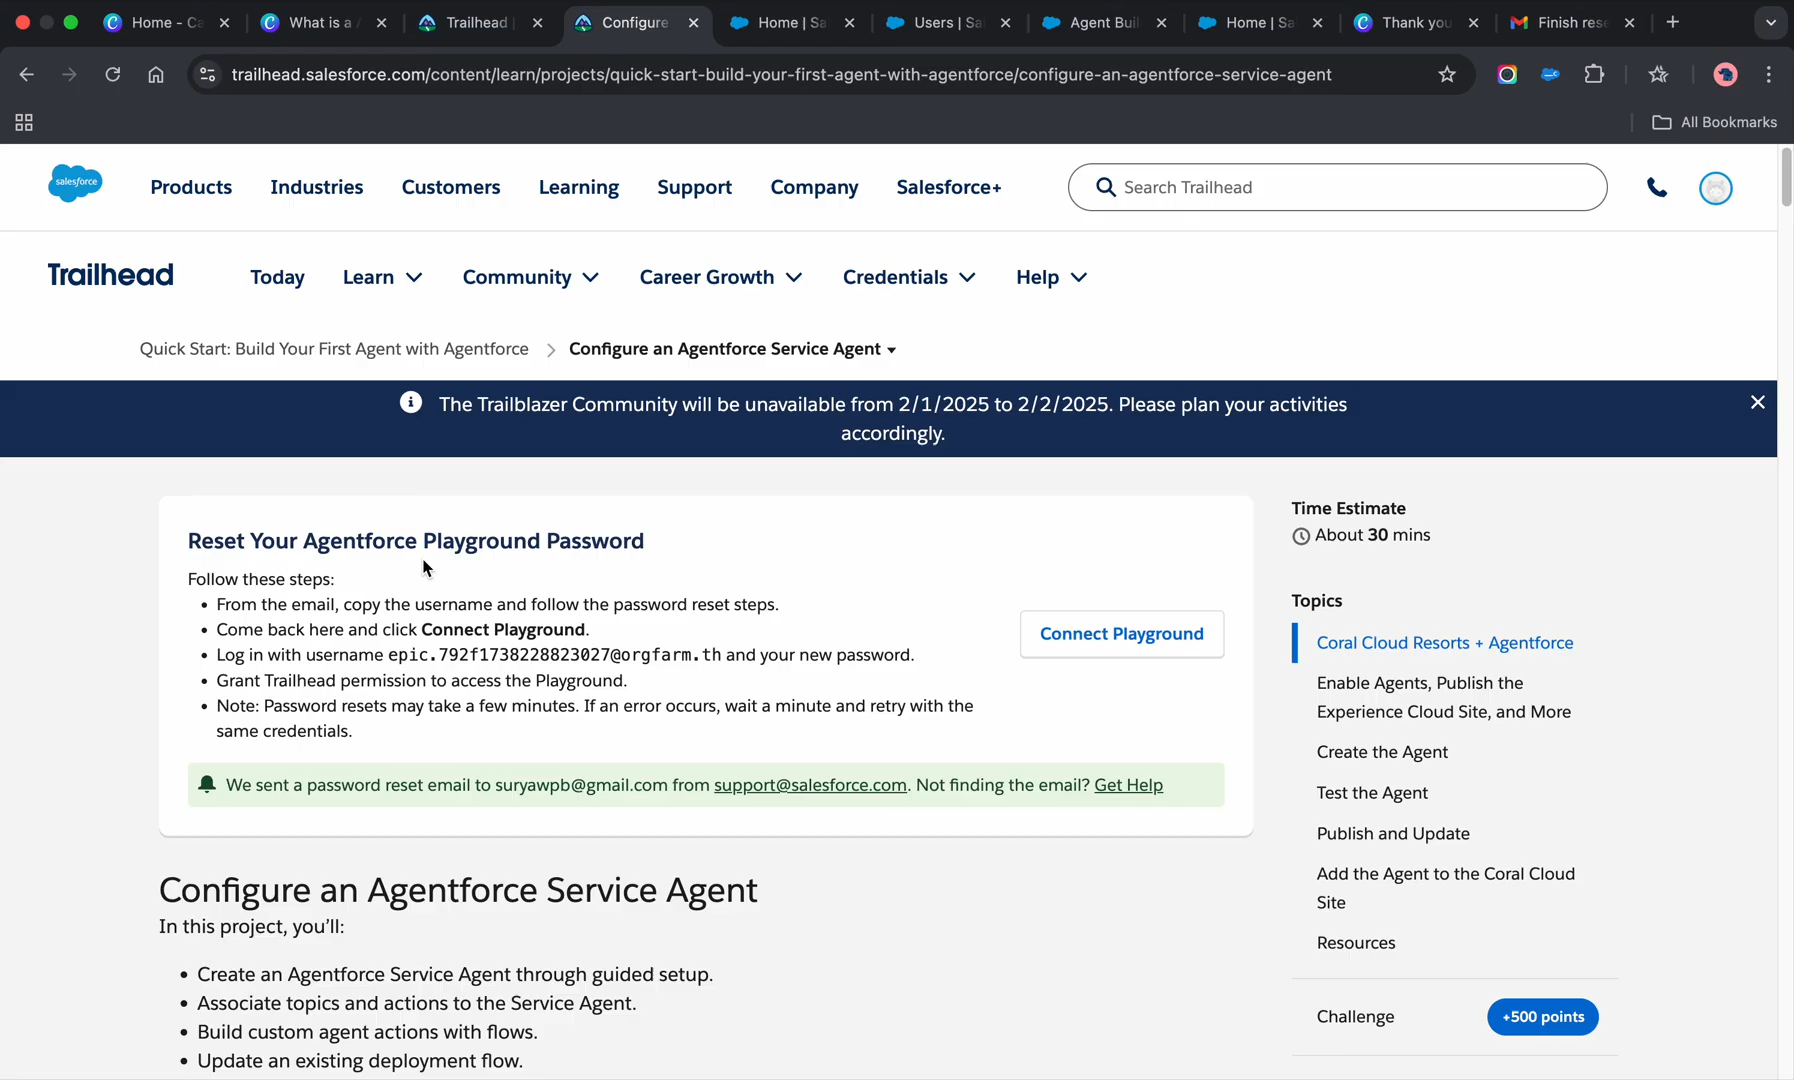 Home - Ca
What is a
Trailhead
Configure
Home | Sa
Users | Sa
Agent Buil
Home | Sa
Thank you
Finish rese
trailhead.salesforce.com/content/learn/projects/quick-start-build-your-first-agent-with-agentforce/configure-an-agentforce-service-agent
All Bookmarks
salesforce
Products
Industries
Customers
Learning
Support
Company
Salesforce+
Search Trailhead
Trailhead
Today
Learn
Community
Career Growth
Credentials
Help
Quick Start: Build Your First Agent with Agentforce > Configure an Agentforce Service Agent
The Trailblazer Community will be unavailable from 2/1/2025 to 2/2/2025. Please plan your activities
accordingly.
Reset Your Agentforce Playground Password
Follow these steps:
• From the email, copy the username and follow the password reset steps.
• Come back here and click Connect Playground.
• Log in with username epic.792f1738228823027@orgfarm.th and your new password.
• Grant Trailhead permission to access the Playground.
• Note: Password resets may take a few minutes. If an error occurs, wait a minute and retry with the
same credentials.
Connect Playground
We sent a password reset email to suryawpb@gmail.com from support@salesforce.com. Not finding the email? Get Help
Configure an Agentforce Service Agent
In this project, you’ll:
• Create an Agentforce Service Agent through guided setup.
• Associate topics and actions to the Service Agent.
• Build custom agent actions with flows.
• Update an existing deployment flow.
Time Estimate
About 30 mins
Topics
Coral Cloud Resorts + Agentforce
Enable Agents, Publish the
Experience Cloud Site, and More
Create the Agent
Test the Agent
Publish and Update
Add the Agent to the Coral Cloud
Site
Resources
Challenge
+500 points